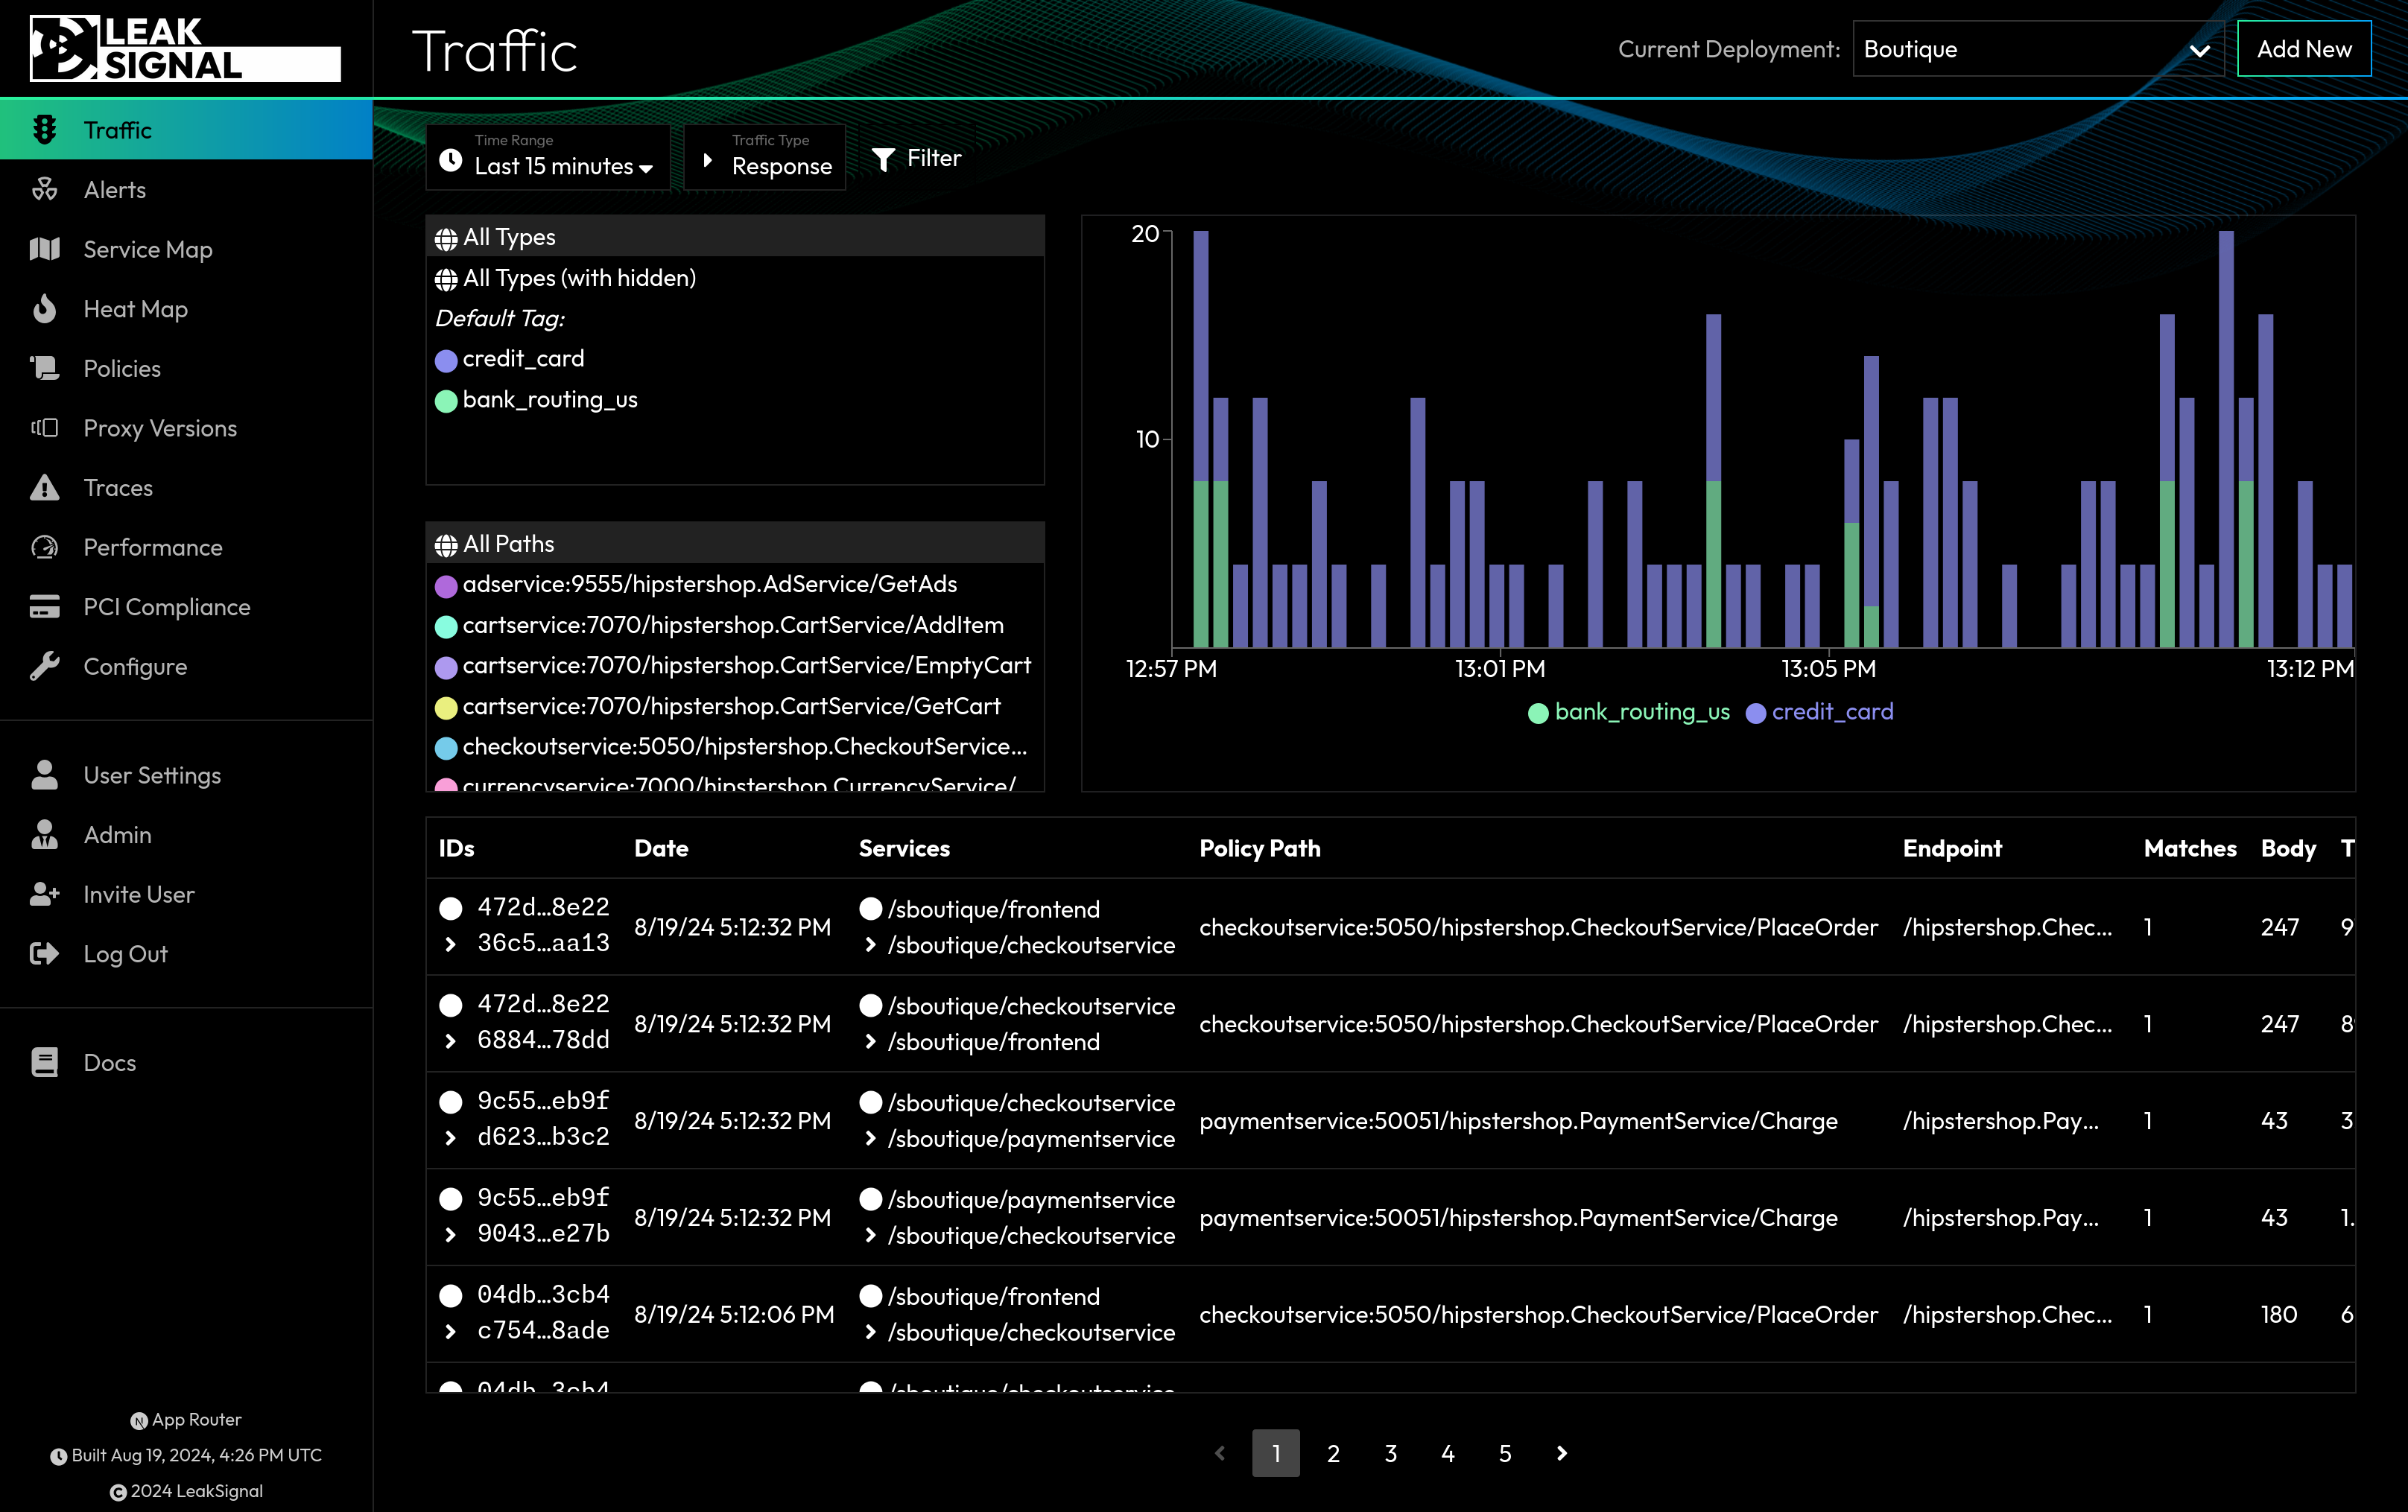 LEAK
SIGNAL
Traffic
Current Deployment:
Boutique
Add New
Traffic
Alerts
Service Map
Heat Map
Policies
Proxy Versions
Traces
Performance
PCI Compliance
Configure
User Settings
Admin
Invite User
Log Out
Docs
App Router
Built Aug 19, 2024, 4:26 PM UTC
2024 LeakSignal
Time Range
Last 15 minutes
Traffic Type
Response
Filter
All Types
All Types (with hidden)
Default Tag:
credit_card
bank_routing_us
All Paths
adservice:9555/hipstershop.AdService/GetAds
cartservice:7070/hipstershop.CartService/AddItem
cartservice:7070/hipstershop.CartService/EmptyCart
cartservice:7070/hipstershop.CartService/GetCart
checkoutservice:5050/hipstershop.CheckoutService...
currencyservice:7000/hipstershop.CurrencyService/
20
10
12:57 PM 13:01 PM 13:05 PM 13:12 PM
bank_routing_us credit_card
IDs Date Services Policy Path Endpoint Matches Body T
472d…8e22
36c5…aa13
8/19/24 5:12:32 PM
/sboutique/frontend
/sboutique/checkoutservice
checkoutservice:5050/hipstershop.CheckoutService/PlaceOrder
/hipstershop.Chec...
1
247
9
472d…8e22
6884…78dd
8/19/24 5:12:32 PM
/sboutique/checkoutservice
/sboutique/frontend
checkoutservice:5050/hipstershop.CheckoutService/PlaceOrder
/hipstershop.Chec...
1
247
8
9c55…eb9f
d623…b3c2
8/19/24 5:12:32 PM
/sboutique/checkoutservice
/sboutique/paymentservice
paymentservice:50051/hipstershop.PaymentService/Charge
/hipstershop.Pay...
1
43
3
9c55…eb9f
9043…e27b
8/19/24 5:12:32 PM
/sboutique/paymentservice
/sboutique/checkoutservice
paymentservice:50051/hipstershop.PaymentService/Charge
/hipstershop.Pay...
1
43
1.
04db…3cb4
c754…8ade
8/19/24 5:12:06 PM
/sboutique/frontend
/sboutique/checkoutservice
checkoutservice:5050/hipstershop.CheckoutService/PlaceOrder
/hipstershop.Chec...
1
180
6
04db…3cb4
/sboutique/checkoutservice
1 2 3 4 5